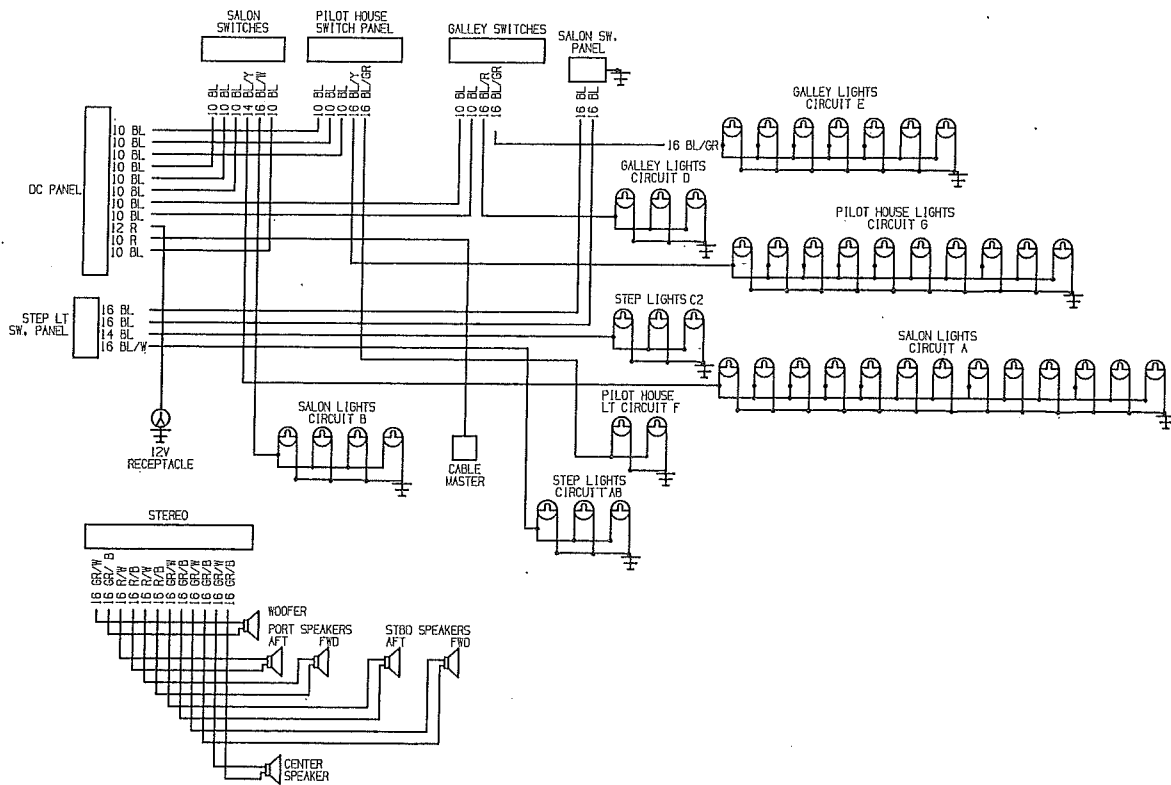 SALON
SWITCHES
PILOT HOUSE
SWITCH PANEL
GALLEY SWITCHES
SALON SW.
PANEL
10 BL
10 BL
10 BL
14 BL/Y
16 BL/W
10 BL
10 BL
10 BL
10 BL
16 BL/Y
16 BL/GR
10 BL
10 BL
16 BL/R
16 BL/GR
16 BL
16 BL
DC PANEL
10 BL
10 BL
10 BL
10 BL
10 BL
10 BL
10 BL
10 BL
12 R
10 R
10 BL
GALLEY LIGHTS
CIRCUIT E
16 BL/GR
GALLEY LIGHTS
CIRCUIT D
PILOT HOUSE LIGHTS
CIRCUIT G
STEP LT
SW. PANEL
16 BL
16 BL
14 BL
16 BL/W
STEP LIGHTS C2
SALON LIGHTS
CIRCUIT A
SALON LIGHTS
CIRCUIT B
PILOT HOUSE
LT CIRCUIT F
12V
RECEPTACLE
CABLE
MASTER
STEP LIGHTS
CIRCUIT AB
STEREO
16 GR/W
16 GR/ B
16 R/W
16 R/B
16 R/W
16 R/B
16 GR/W
16 GR/B
16 GR/W
16 GR/B
16 GR/W
16 GR/B
WOOFER
PORT SPEAKERS
AFT FWD
STBD SPEAKERS
AFT FWD
CENTER
SPEAKER